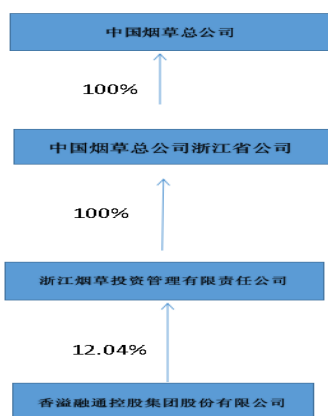 中国烟草总公司
100%
中国烟草总公司浙江省公司
100%
浙江烟草投资管理有限责任公司
12.04%
香溢融通控股集团股份有限公司